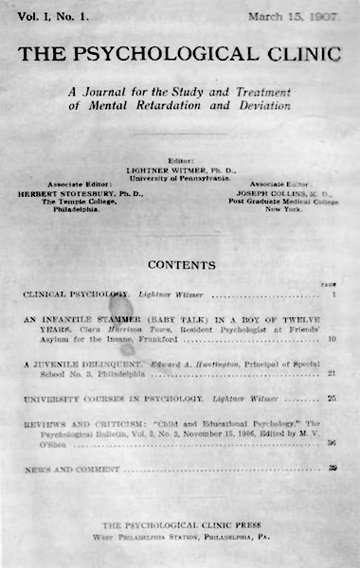 Vol. I, No. 1. March 15, 1907.
THE PSYCHOLOGICAL CLINIC
A Journal for the Study and Treatment
of Mental Retardation and Deviation
Editor:
LIGHTNER WITMER, Ph. D.,
University of Pennsylvania.
Associate Editor: Associate Editor:
HERBERT STOTESBURY, Ph. D., JOSEPH COLLINS, M. D.,
The Temple College, Post Graduate Medical College
Philadelphia. New York.
CONTENTS
PAGE
CLINICAL PSYCHOLOGY. Lightner Witmer 1
AN INFANTILE STAMMER (BABY TALK) IN A BOY OF TWELVE
YEARS. Clara Harrison Town, Resident Psychologist at Friends'
Asylum for the Insane, Frankford 10
A JUVENILE DELINQUENT. Edward A. Huntington, Principal of Special
School No. 3, Philadelphia 21
UNIVERSITY COURSES IN PSYCHOLOGY. Lightner Witmer 25
REVIEWS AND CRITICISM: "Child and Educational Psychology," The
Psychological Bulletin, Vol. 3, No. 2, November 15, 1906, Edited by M. V.
O'Shea 36
NEWS AND COMMENT 39
THE PSYCHOLOGICAL CLINIC PRESS
WEST PHILADELPHIA STATION, PHILADELPHIA, PA.